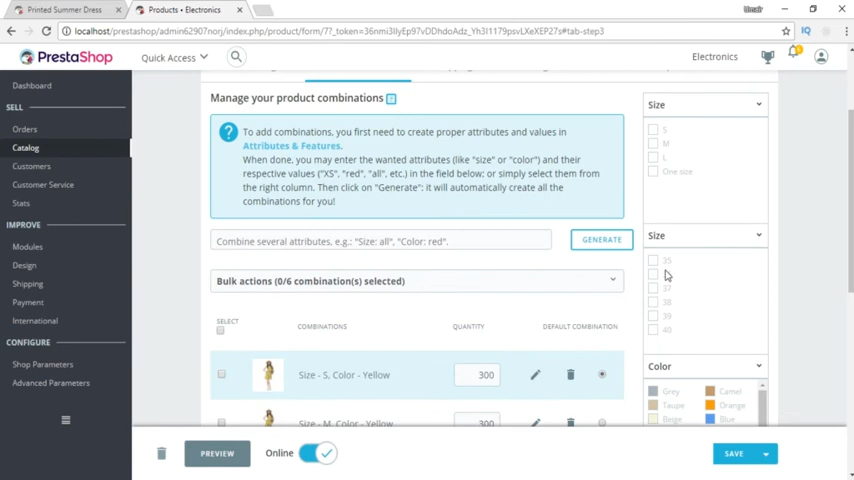 Printed Summer Dress
Products • Electronics
Umair
localhost/prestashop/admin62907norj/index.php/product/form/7?_token=36nmi3IlyEp97vDDhdoAdz_Yh3I1179psvLxeXEP27s#tab-step3
PrestaShop
Quick Access
Electronics
Dashboard
SELL
Orders
Catalog
Customers
Customer Service
Stats
IMPROVE
Modules
Design
Shipping
Payment
International
CONFIGURE
Shop Parameters
Advanced Parameters
Manage your product combinations ?
To add combinations, you first need to create proper attributes and values in
Attributes & Features.
When done, you may enter the wanted attributes (like "size" or "color") and their
respective values ("XS", "red", "all", etc.) in the field below; or simply select them from
the right column. Then click on "Generate": it will automatically create all the
combinations for you!
Combine several attributes, e.g.: "Size: all", "Color: red".
GENERATE
Bulk actions (0/6 combination(s) selected)
SELECT
COMBINATIONS
QUANTITY
DEFAULT COMBINATION
Size - S, Color - Yellow
300
Size - M, Color - Yellow
300
Size
S
M
L
One size
Size
35
37
38
39
40
Color
Grey
Camel
Taupe
Orange
Beige
Blue
PREVIEW
Online
SAVE